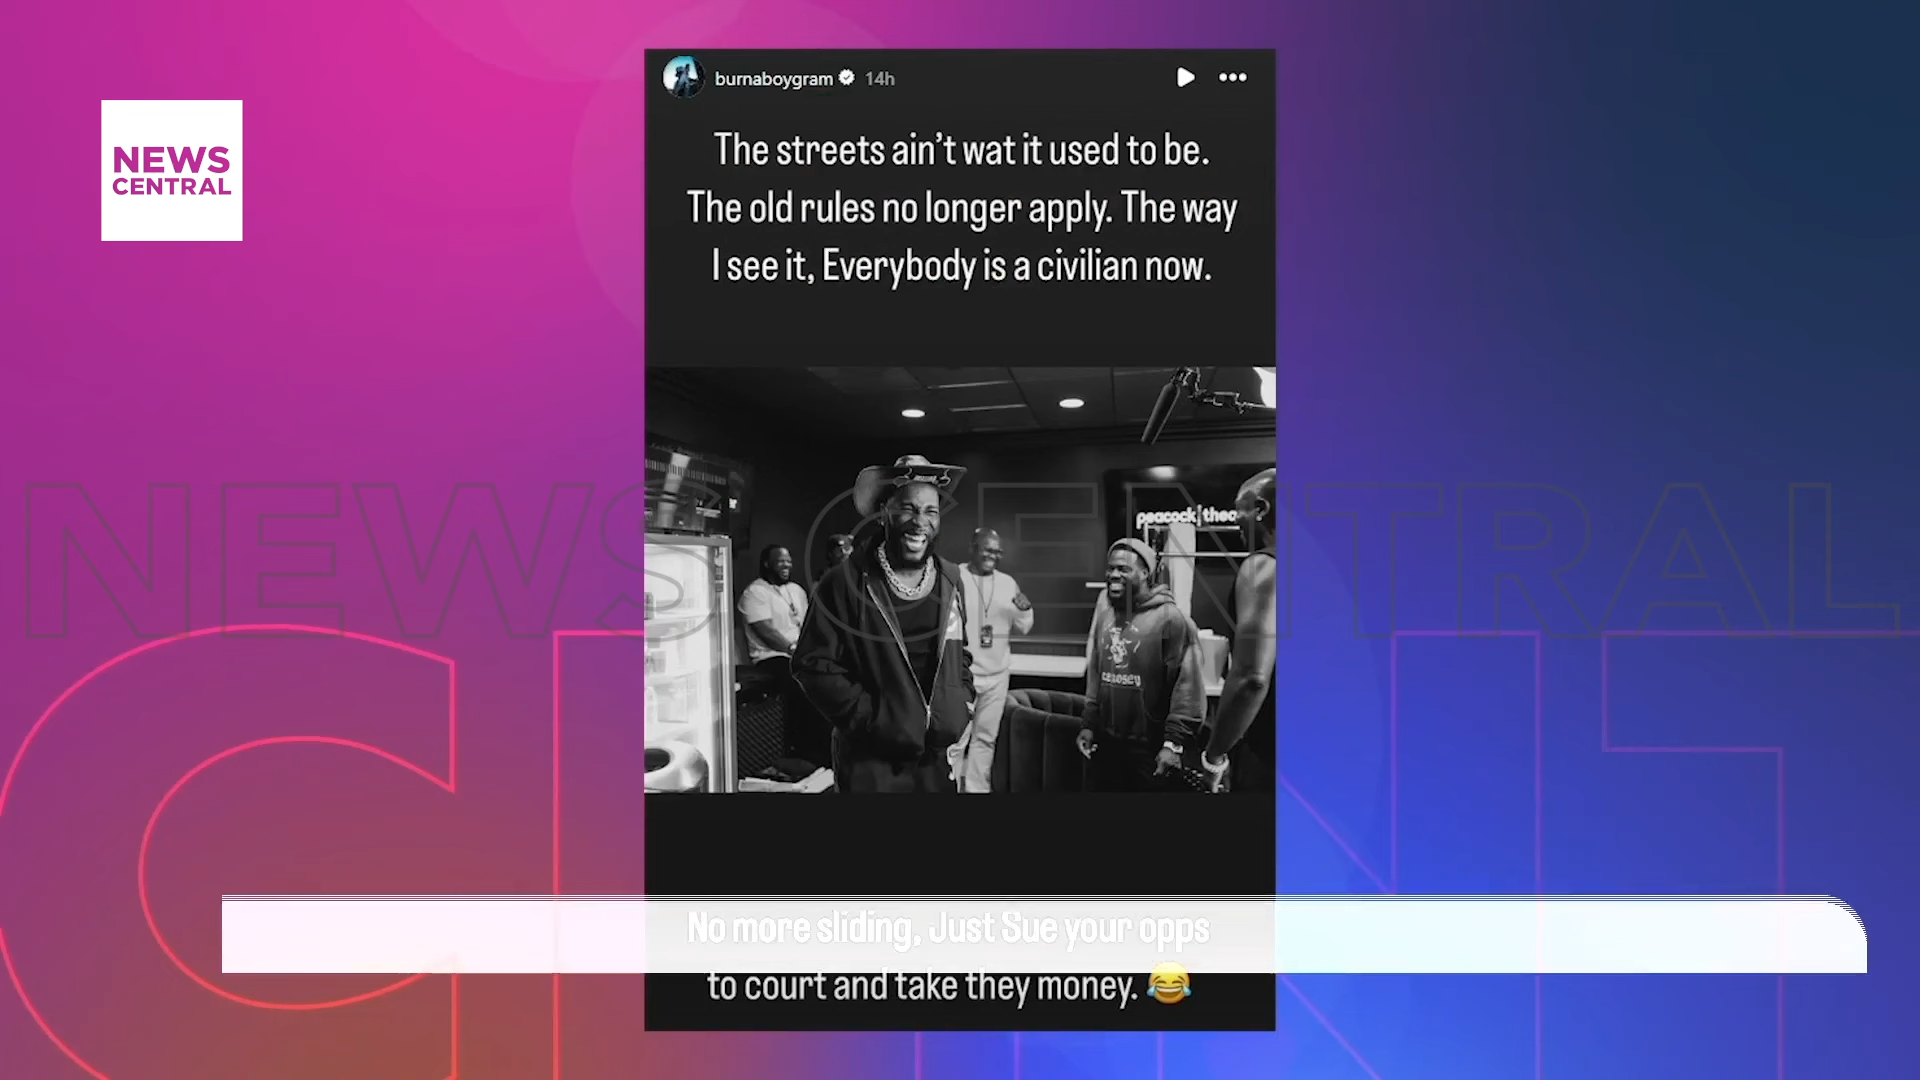 NEWS
CENTRAL
burnaboygram 14h
The streets ain't wat it used to be.
The old rules no longer apply. The way
I see it, Everybody is a civilian now.
NEWS CENTRAL
peacock theo
No more sliding, Just Sue your opps
to court and take they money. 😂